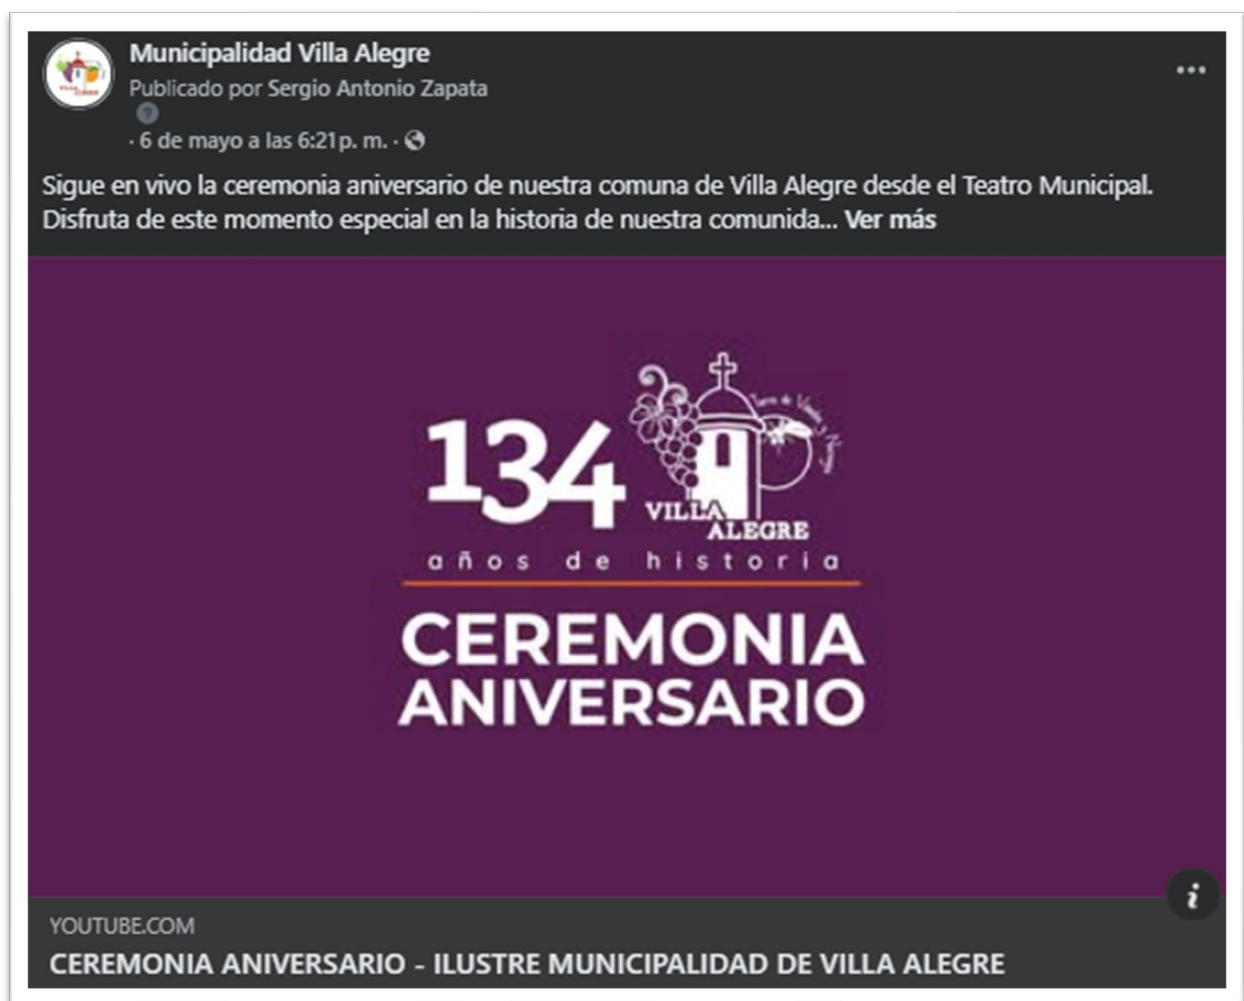 Municipalidad Villa Alegre
Publicado por Sergio Antonio Zapata
· 6 de mayo a las 6:21 p. m. ·
Sigue en vivo la ceremonia aniversario de nuestra comuna de Villa Alegre desde el Teatro Municipal.
Disfruta de este momento especial en la historia de nuestra comunida... Ver más
134
VILLA
ALEGRE
años de historia
CEREMONIA
ANIVERSARIO
YOUTUBE.COM
CEREMONIA ANIVERSARIO - ILUSTRE MUNICIPALIDAD DE VILLA ALEGRE